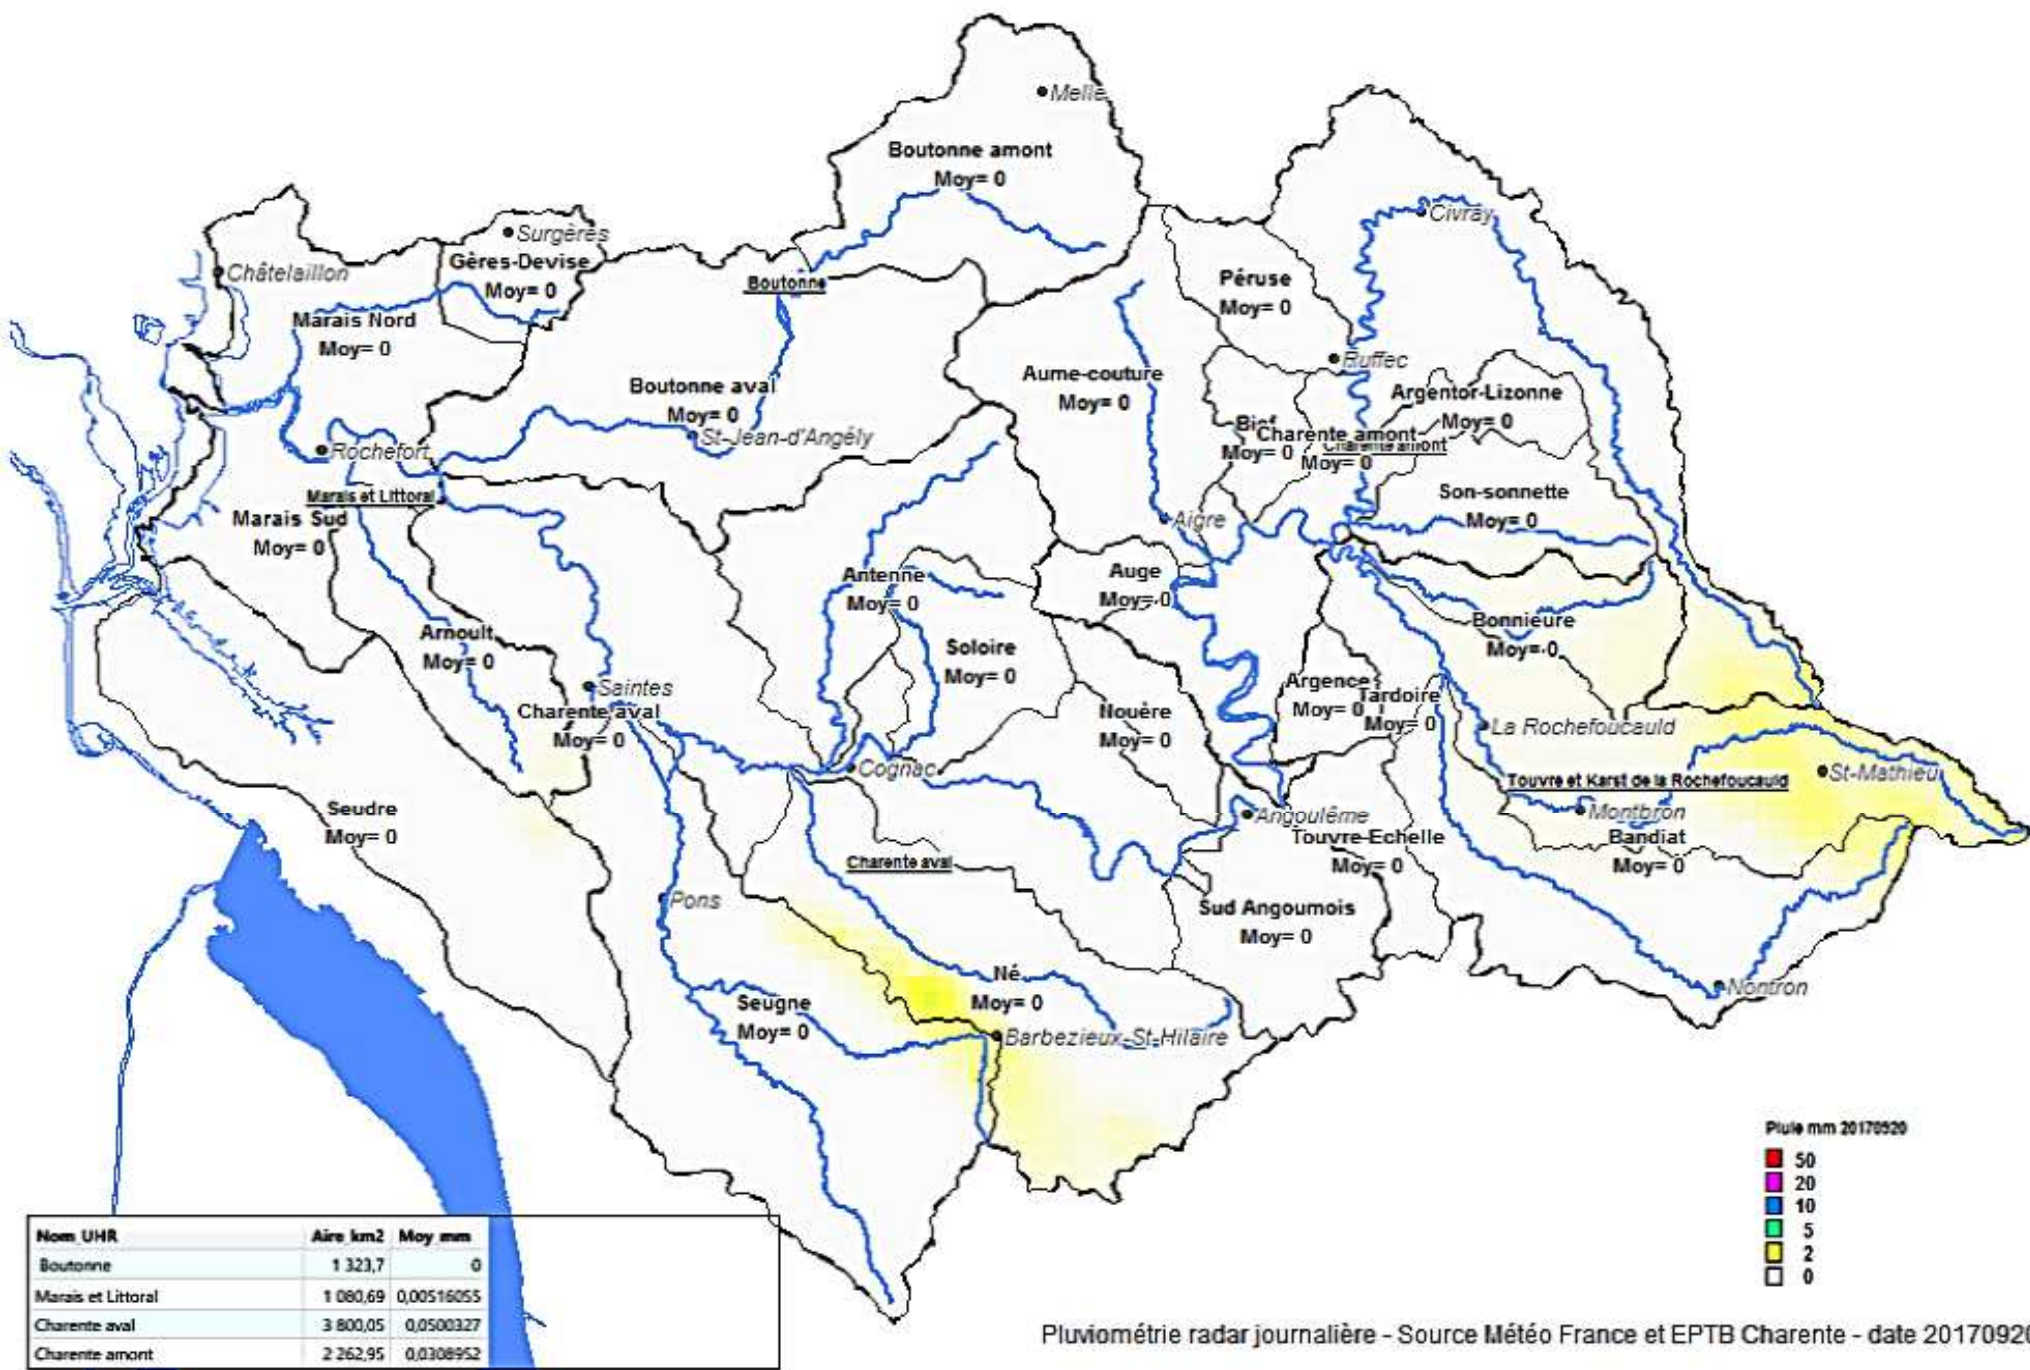 Melle
Boutonne amont
Moy= 0
Civray
Surgères
Gères-Devise
Moy= 0
Châtelaillon
Boutonne
Péruse
Moy= 0
Marais Nord
Moy= 0
Ruffec
Aume-couture
Moy= 0
Boutonne aval
Moy= 0
Argentor-Lizonne
Moy= 0
St-Jean-d'Angély
Rochefort
Bief
Moy= 0
Charente amont
Charente amont
Moy= 0
Marais et Littoral
Son-sonnette
Moy= 0
Marais Sud
Moy= 0
Aigre
Antenne
Moy= 0
Auge
Moy= 0
Arnoult
Moy= 0
Bonnieure
Moy= 0
Soloire
Moy= 0
Saintes
Argence
Moy= 0
Tardoire
Moy= 0
Charente aval
Moy= 0
Nouère
Moy= 0
La Rochefoucauld
Cognac
Touvre et Karst de la Rochefoucauld
St-Mathieu
Seudre
Moy= 0
Angoulême
Montbron
Touvre-Echelle
Moy= 0
Bandiat
Moy= 0
Charente aval
Pons
Sud Angoumois
Moy= 0
Né
Moy= 0
Seugne
Moy= 0
Nontron
Barbezieux-St-Hilaire
Pluie mm 20170920
50
20
10
5
2
0
Nom_UHR Aire_km2 Moy_mm
Boutonne 1 323,7 0
Marais et Littoral 1 080,69 0,00516055
Charente aval 3 800,05 0,0500327
Charente amont 2 262,95 0,0308952
Pluviométrie radar journalière - Source Météo France et EPTB Charente - date 20170920